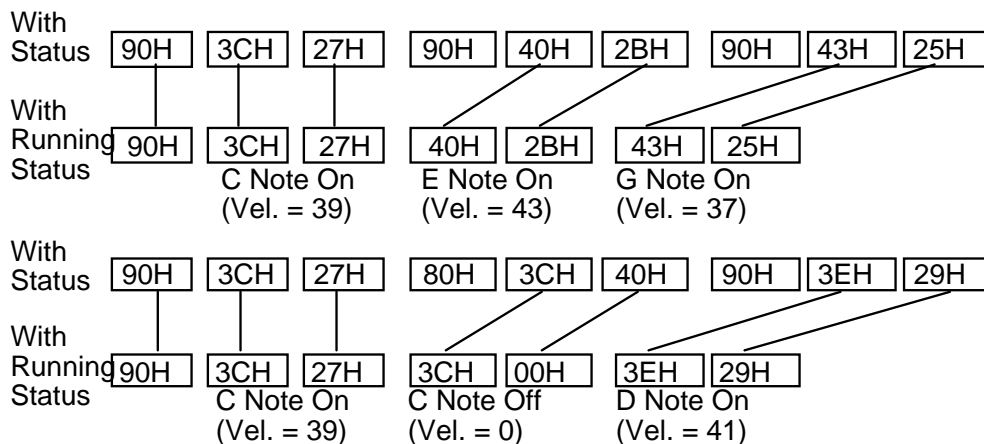 With
Status
90H 3CH 27H 90H 40H 2BH 90H 43H 25H
With
Running
Status
90H 3CH 27H 40H 2BH 43H 25H
C Note On E Note On G Note On
(Vel. = 39) (Vel. = 43) (Vel. = 37)
With
Status
90H 3CH 27H 80H 3CH 40H 90H 3EH 29H
With
Running
Status
90H 3CH 27H 3CH 00H 3EH 29H
C Note On C Note Off D Note On
(Vel. = 39) (Vel. = 0) (Vel. = 41)